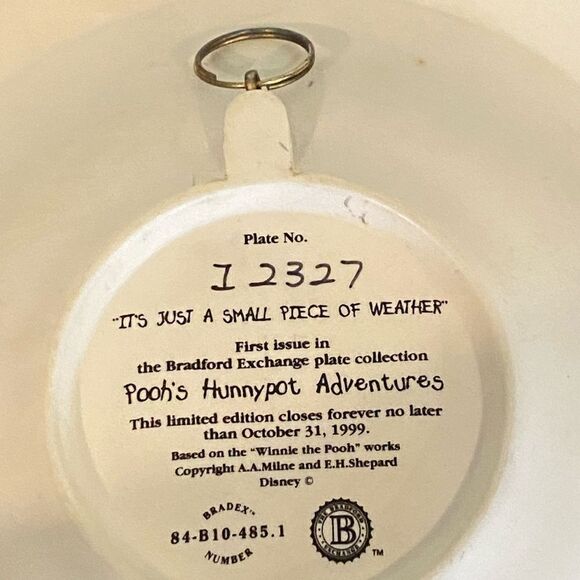 Plate No.
I 2327
"IT'S JUST A SMALL PIECE OF WEATHER"
First issue in
the Bradford Exchange plate collection
Pooh's Hunnypot Adventures
This limited edition closes forever no later
than October 31, 1999.
Based on the "Winnie the Pooh" works
Copyright A.A.Milne and E.H.Shepard
Disney ©
BRADEX™
84-B10-485.1
NUMBER
THE BRADFORD
B
EXCHANGE
™